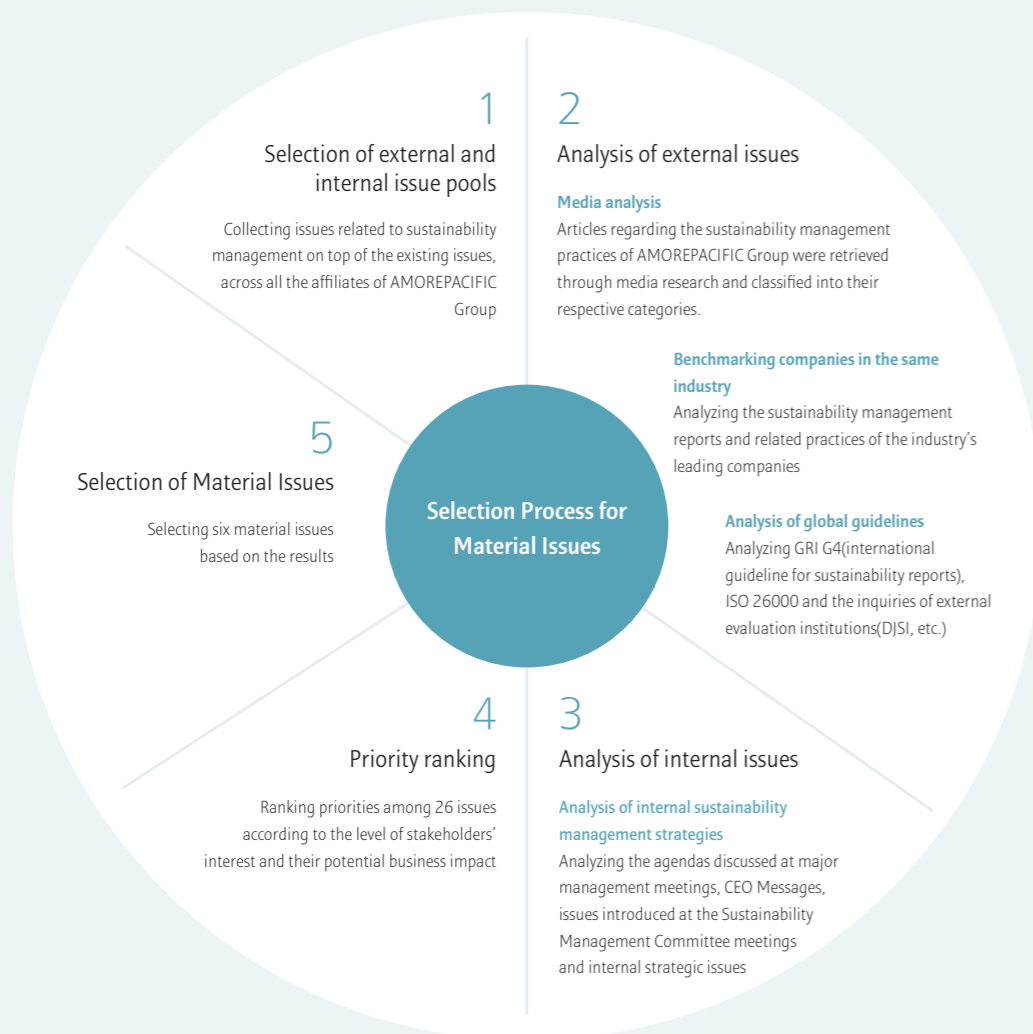 1
Selection of external and
internal issue pools
Collecting issues related to sustainability
management on top of the existing issues,
across all the affiliates of AMOREPACIFIC
Group
2
Analysis of external issues
Media analysis
Articles regarding the sustainability management
practices of AMOREPACIFIC Group were retrieved
through media research and classified into their
respective categories.
Benchmarking companies in the same
industry
Analyzing the sustainability management
reports and related practices of the industry's
leading companies
Analysis of global guidelines
Analyzing GRI G4(international
guideline for sustainability reports),
ISO 26000 and the inquiries of external
evaluation institutions(DJSI, etc.)
3
Analysis of internal issues
Analysis of internal sustainability
management strategies
Analyzing the agendas discussed at major
management meetings, CEO Messages,
issues introduced at the Sustainability
Management Committee meetings
and internal strategic issues
4
Priority ranking
Ranking priorities among 26 issues
according to the level of stakeholders'
interest and their potential business impact
5
Selection of Material Issues
Selecting six material issues
based on the results
Selection Process for
Material Issues